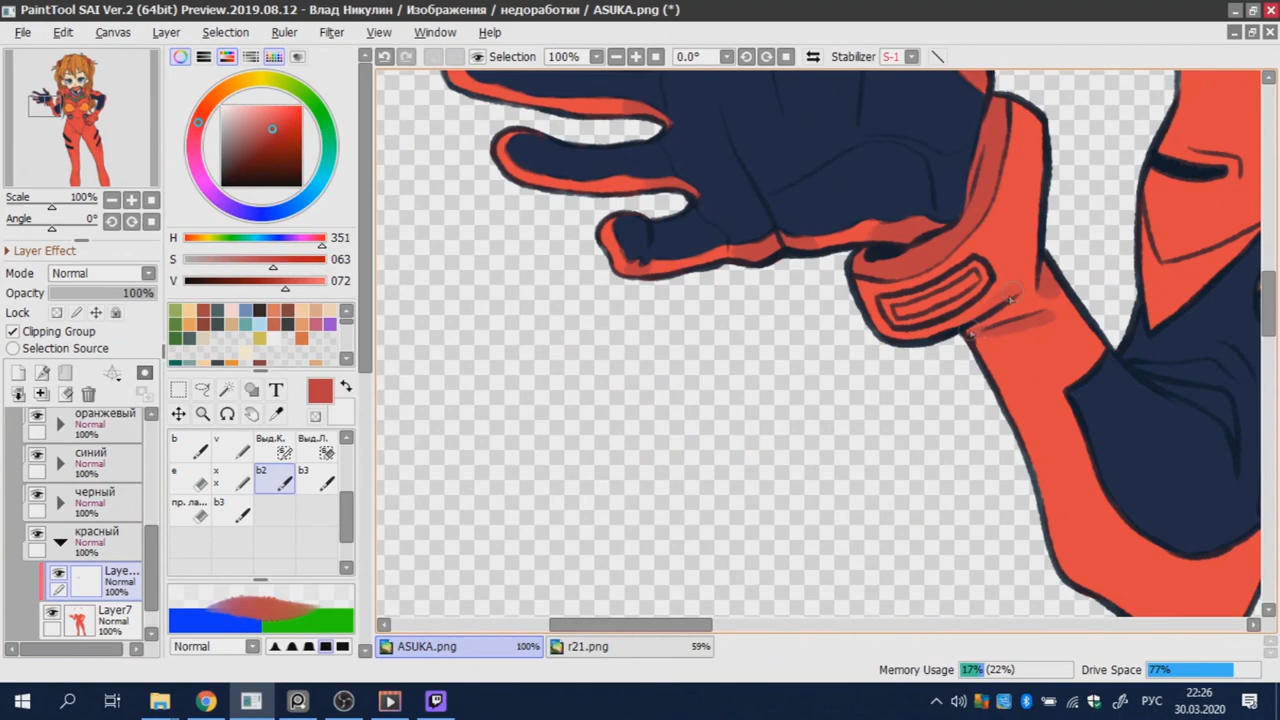 PaintTool SAI Ver.2 (64bit) Preview.2019.08.12 - Влад Никулин / Изображения / недоработки / ASUKA.png (*)
File Edit Canvas Layer Selection Ruler Filter View Window Help
Selection 100% 0.0° Stabilizer S-1
Scale 100%
Angle 0°
Layer Effect
Mode Normal
Opacity 100%
Lock
Clipping Group
Selection Source
H 351
S 063
V 072
оранжевый
Normal
100%
синий
Normal
100%
черный
Normal
100%
красный
Normal
100%
Laye...
Normal
100%
Layer7
Normal
100%
T
b v Выд.К. Выд.Л.
e x b2 b3
x
пр. ла... b3
Normal
ASUKA.png 100% r21.png 59%
Memory Usage 17% (22%) Drive Space 77%
РУС
22:26
30.03.2020